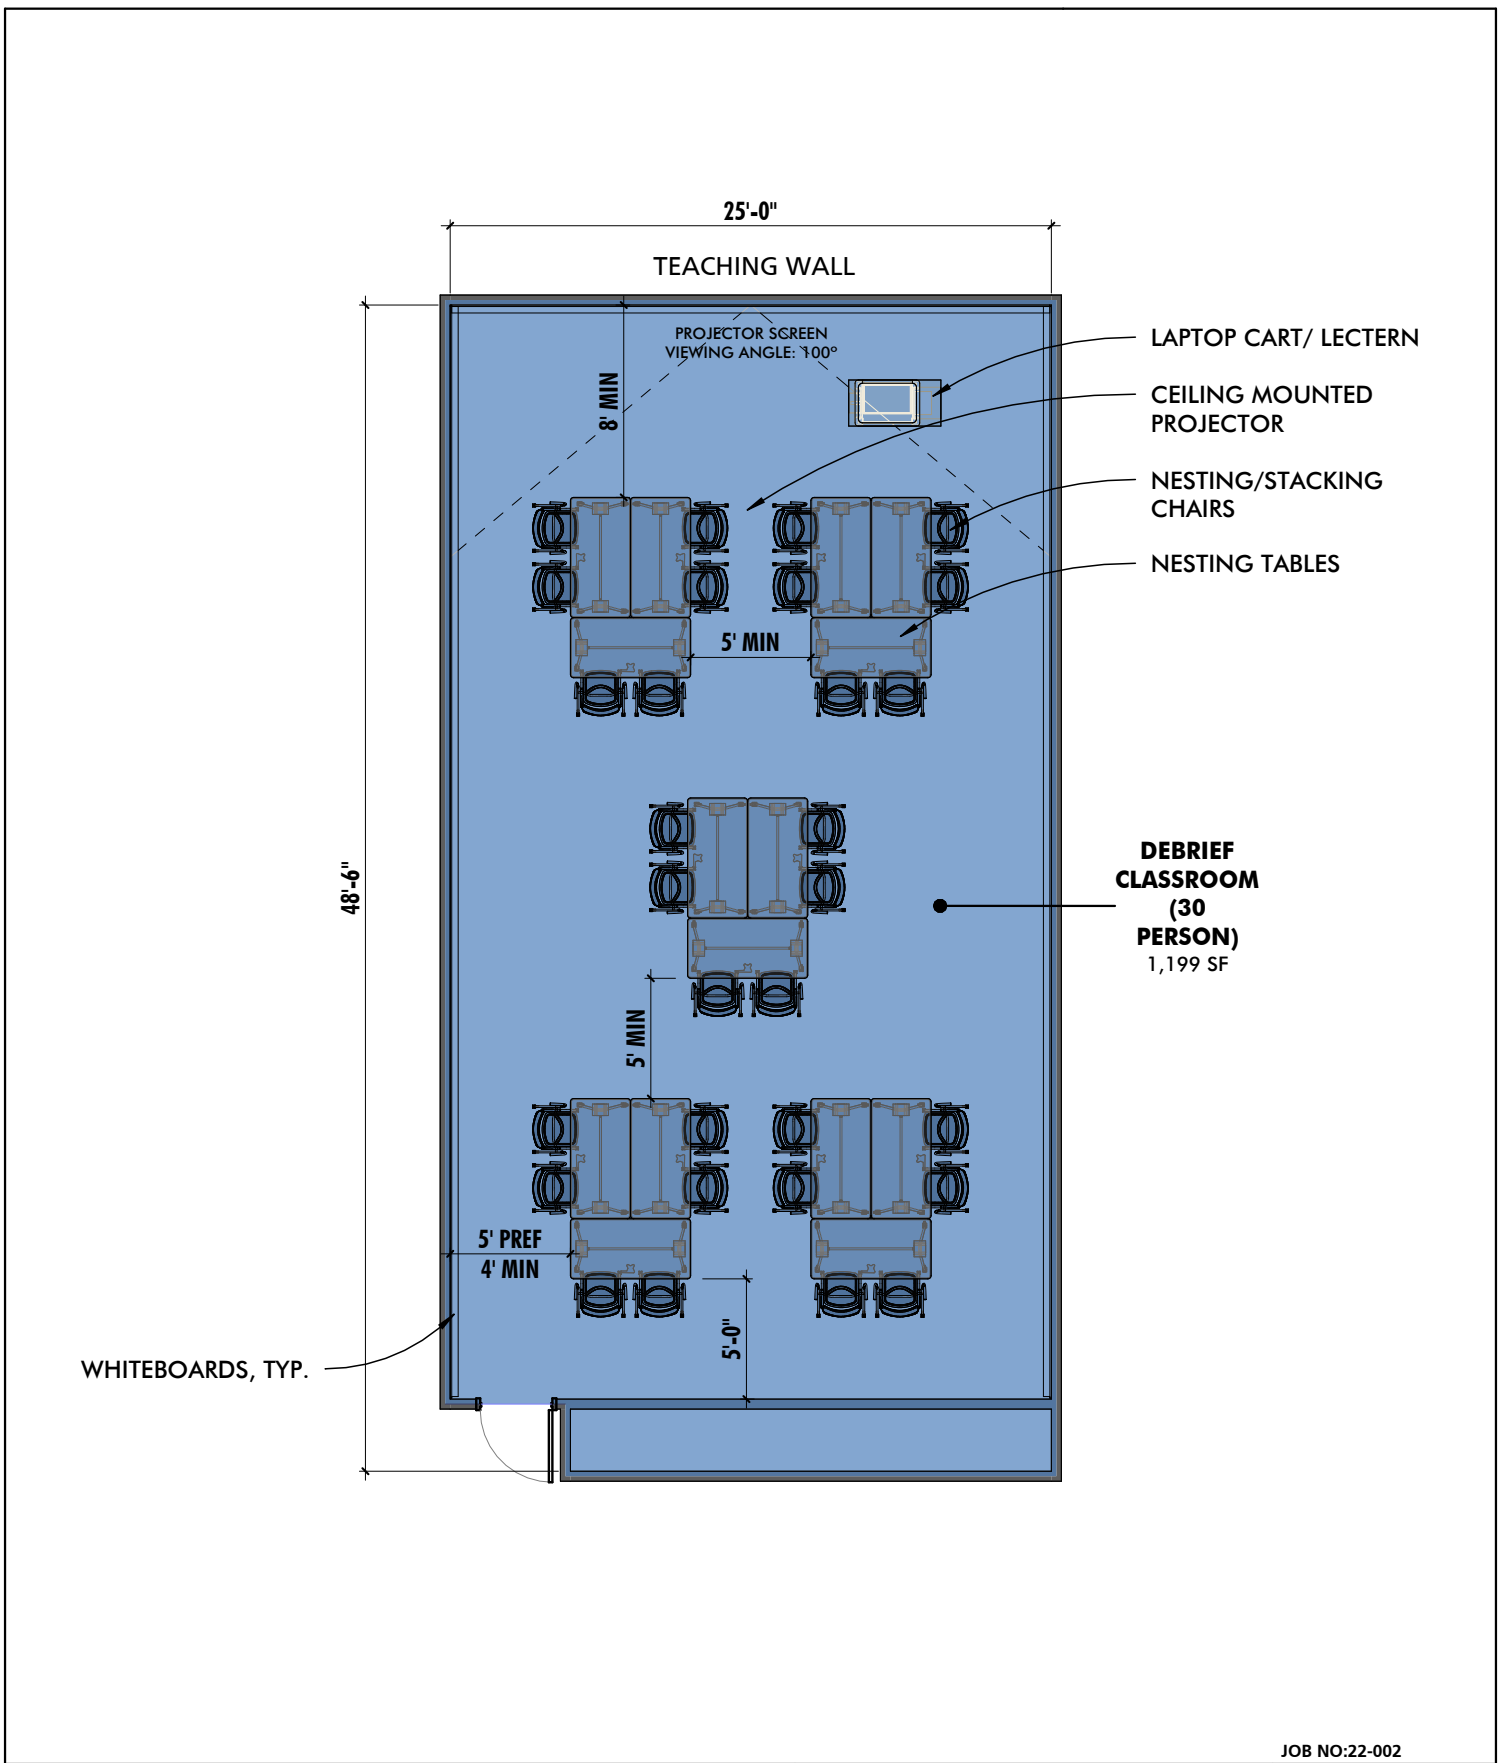 25'-0"
TEACHING WALL
PROJECTOR SCREEN
VIEWING ANGLE: 100°
8' MIN
LAPTOP CART/ LECTERN
CEILING MOUNTED
PROJECTOR
NESTING/STACKING
CHAIRS
NESTING TABLES
5' MIN
48'-6"
DEBRIEF
CLASSROOM
(30
PERSON)
1,199 SF
5' MIN
5' PREF
4' MIN
5'-0"
WHITEBOARDS, TYP.
JOB NO:22-002